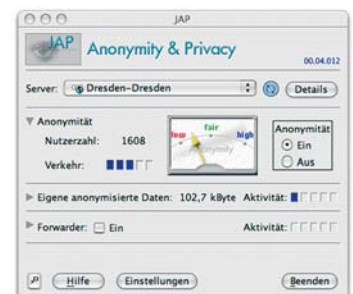 JAP
JAP Anonymity & Privacy
00.04.012
Server: Dresden-Dresden Details
Anonymität
Nutzerzahl: 1608
Verkehr:
low fair high
Anonymity
Anonymität
Ein
Aus
Eigene anonymisierte Daten: 102,7 kByte Aktivität:
Forwarder: Ein Aktivität:
Hilfe Einstellungen Beenden